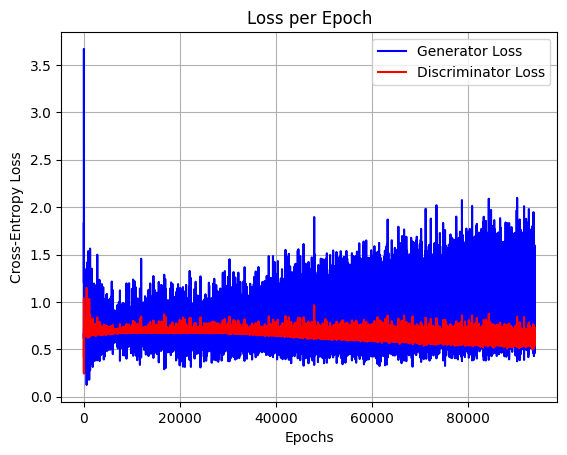 Loss per Epoch
Generator Loss
Discriminator Loss
Cross-Entropy Loss
3.5
3.0
2.5
2.0
1.5
1.0
0.5
0.0
0 20000 40000 60000 80000
Epochs